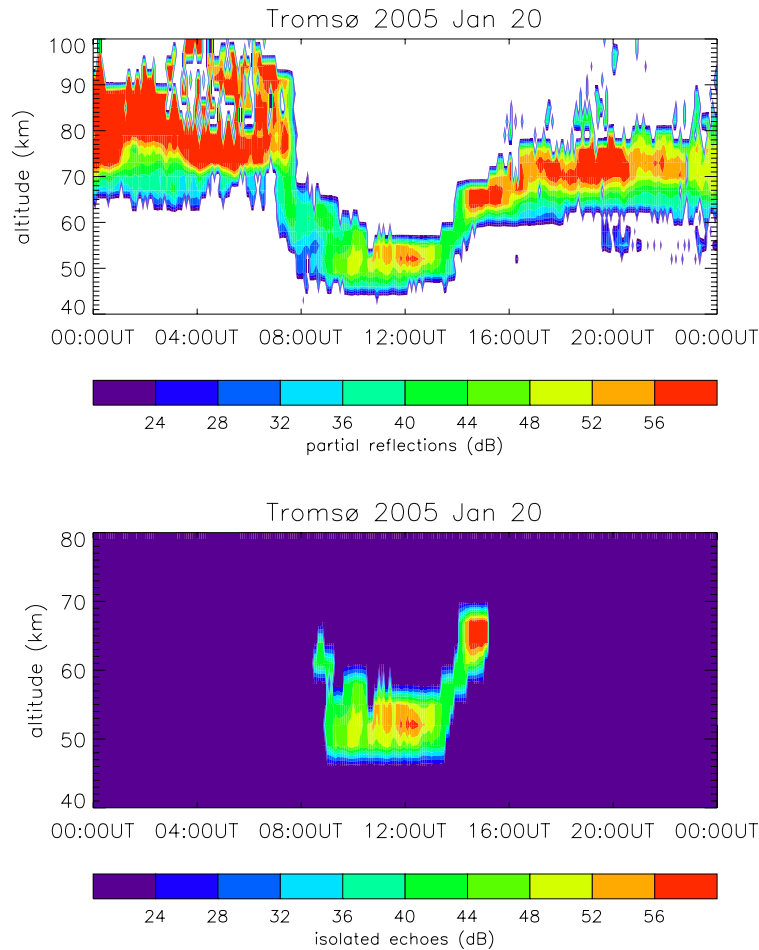 Tromsø 2005 Jan 20
100
90
80
70
60
50
40
altitude (km)
00:00UT 04:00UT 08:00UT 12:00UT 16:00UT 20:00UT 00:00UT
24 28 32 36 40 44 48 52 56
partial reflections (dB)
Tromsø 2005 Jan 20
80
70
60
50
40
altitude (km)
00:00UT 04:00UT 08:00UT 12:00UT 16:00UT 20:00UT 00:00UT
24 28 32 36 40 44 48 52 56
isolated echoes (dB)